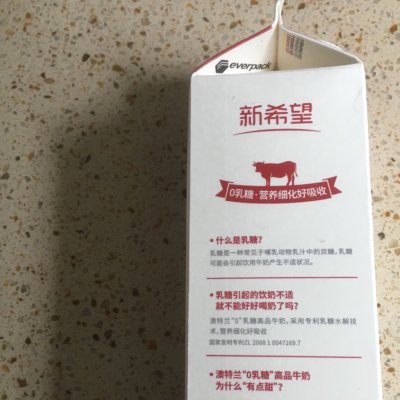 everpack
新希望
0乳糖·营养细化好吸收
• 什么是乳糖?
乳糖是一种常见于哺乳动物乳汁中的双糖, 乳糖
可能会引起饮用牛奶产生不适状况。
• 乳糖引起的饮奶不适
就不能好好喝奶了吗?
澳特兰“0”乳糖高品牛奶, 采用专利乳糖水解技
术, 营养细化好吸收
国家发明专利ZL 2008 1 0047169.7
• 澳特兰“0乳糖”高品牛奶
为什么“有点甜”?